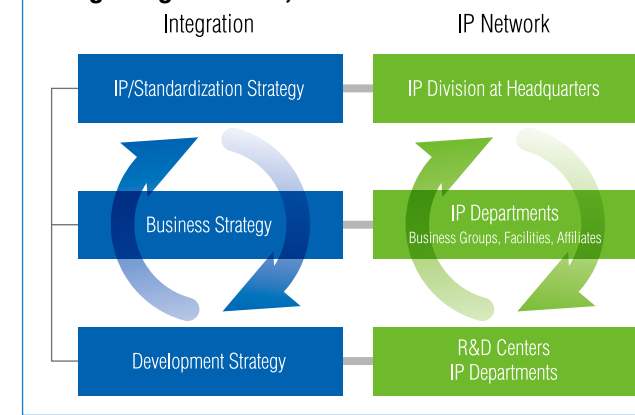 Integration
IP Network
IP/Standardization Strategy
IP Division at Headquarters
Business Strategy
IP Departments
Business Groups, Facilities, Affiliates
Development Strategy
R&D Centers
IP Departments